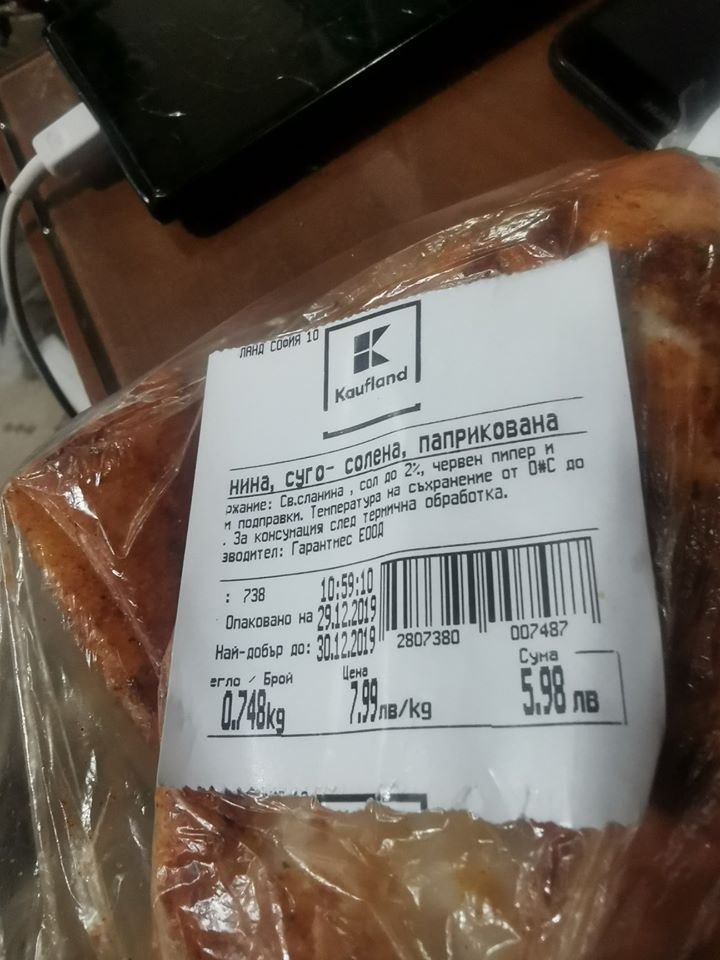 ЛАНД СОФИЯ 10
Kaufland
НИНА, СУГО- СОЛЕНА, ПАПРИКОВАНА
ржание: Св.сланина , сол до 2%, червен пипер и
и подправки. Температура на съхранение от 0#C до
. За консумация след термична обработка.
зводител: Гарантмес ЕООД
: 738
10:59:10
Опаковано на 29.12.2019
Най-добър до: 30.12.2019
2807380 007487
егло / Брой
Цена
Сума
0.748kg
7.99лв/kg
5.98 лв